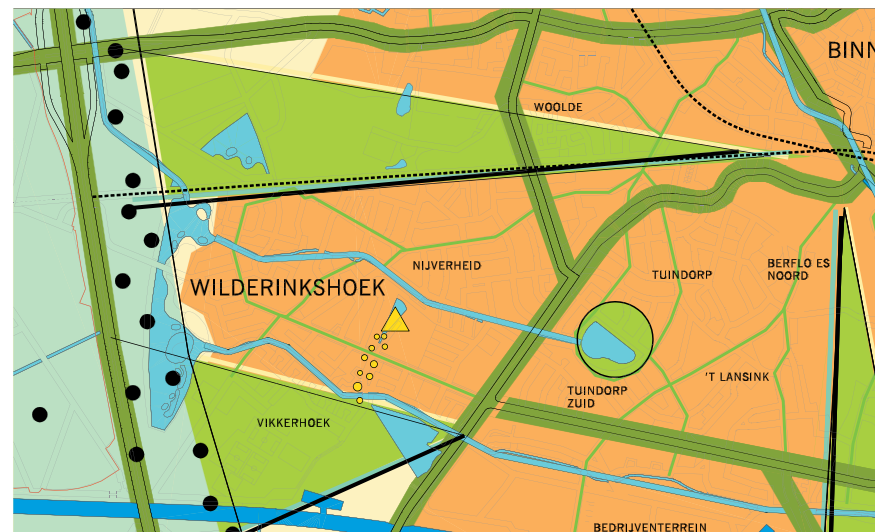 BINN
WOOLDE
NIJVERHEID
WILDERINKSHOEK
TUINDORP
BERFLO ES
NOORD
'T LANSINK
TUINDORP
ZUID
VIKKERHOEK
BEDRIJVENTERREIN